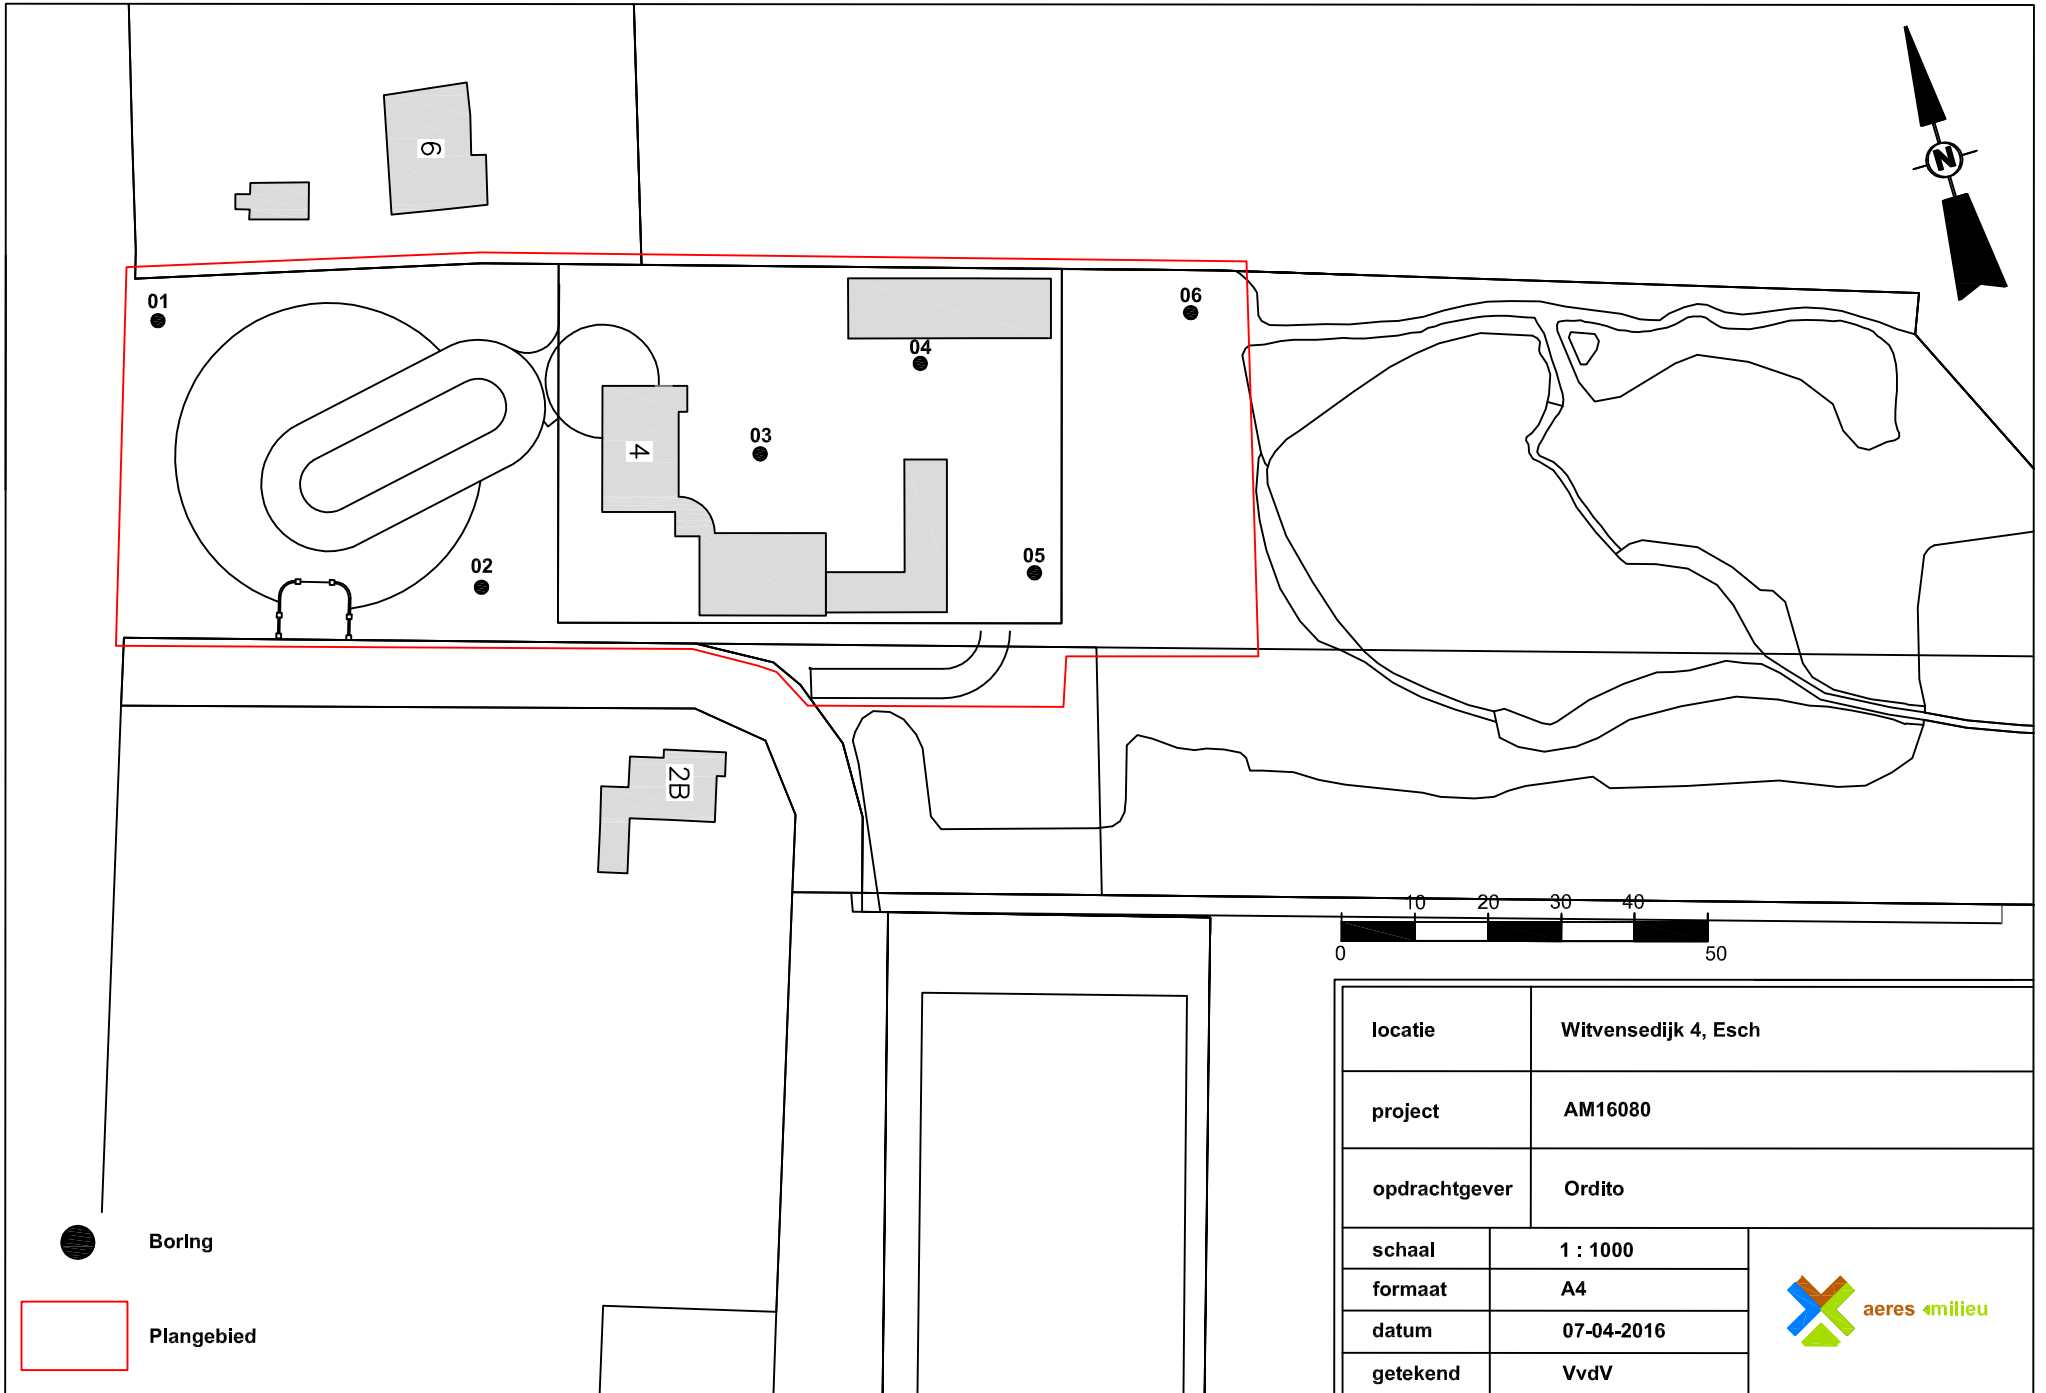 6
N
01
06
04
03
4
05
02
2B
10 20 30 40
0 50
locatie Witvensedijk 4, Esch
project AM16080
opdrachtgever Ordito
schaal 1 : 1000
formaat A4
datum 07-04-2016
getekend VvdV
aeres milieu
Boring
Plangebied